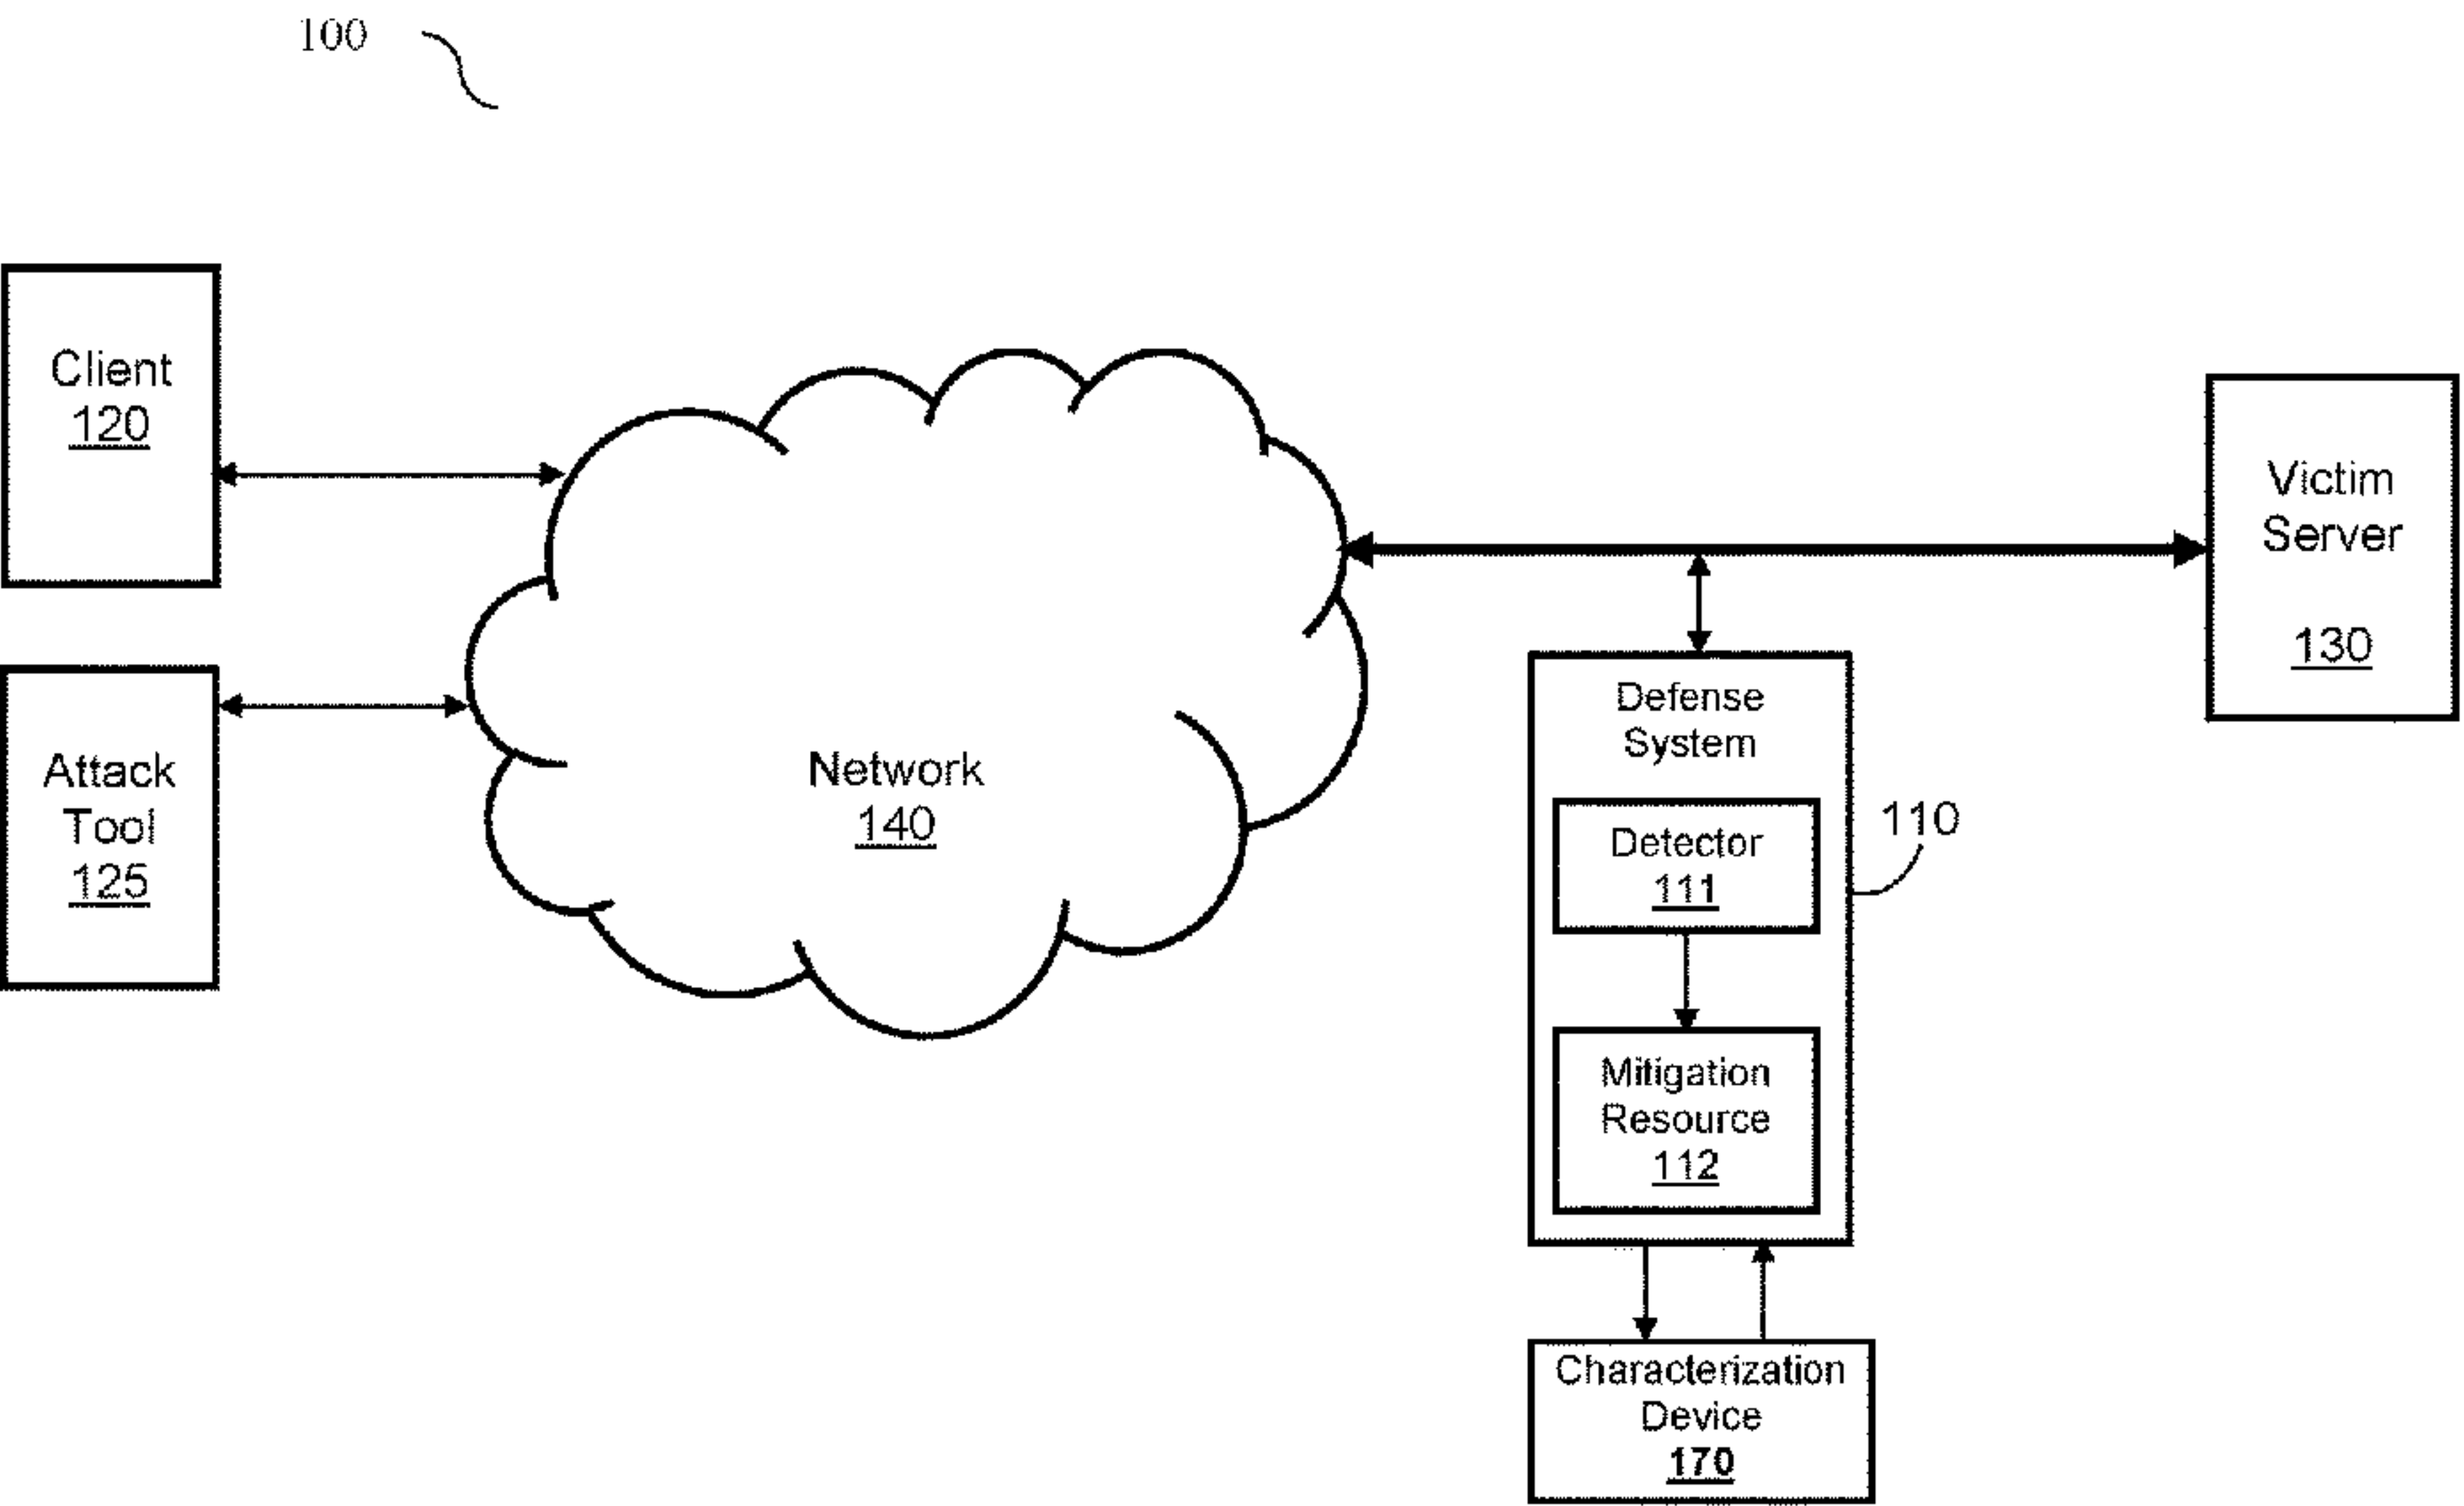 100
Client
120
Attack
Tool
125
Network
140
Victim
Server
130
Defense
System
Detector
111
110
Mitigation
Resource
112
Characterization
Device
170